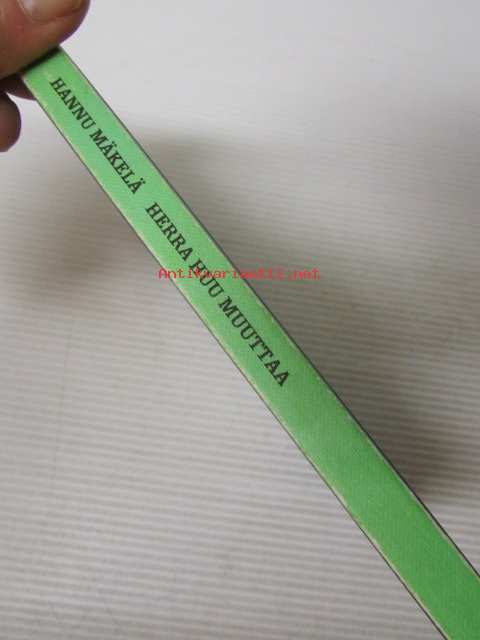 HANNU MÄKELÄ HERRA HUU MUUTTAA
Antikvariaatti.net